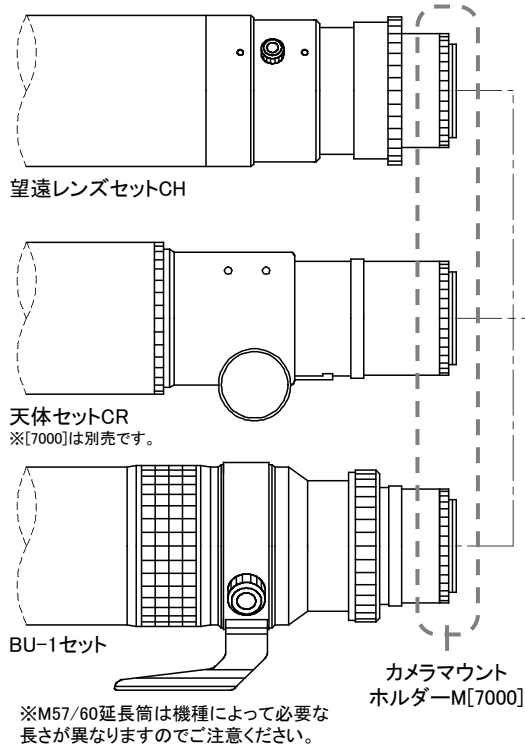 望遠レンズセットCH
天体セットCR
※[7000]は別売です。
BU-1セット
カメラマウント
ホルダーM[7000]
※M57/60延長筒は機種によって必要な
長さが異なりますのでご注意ください。